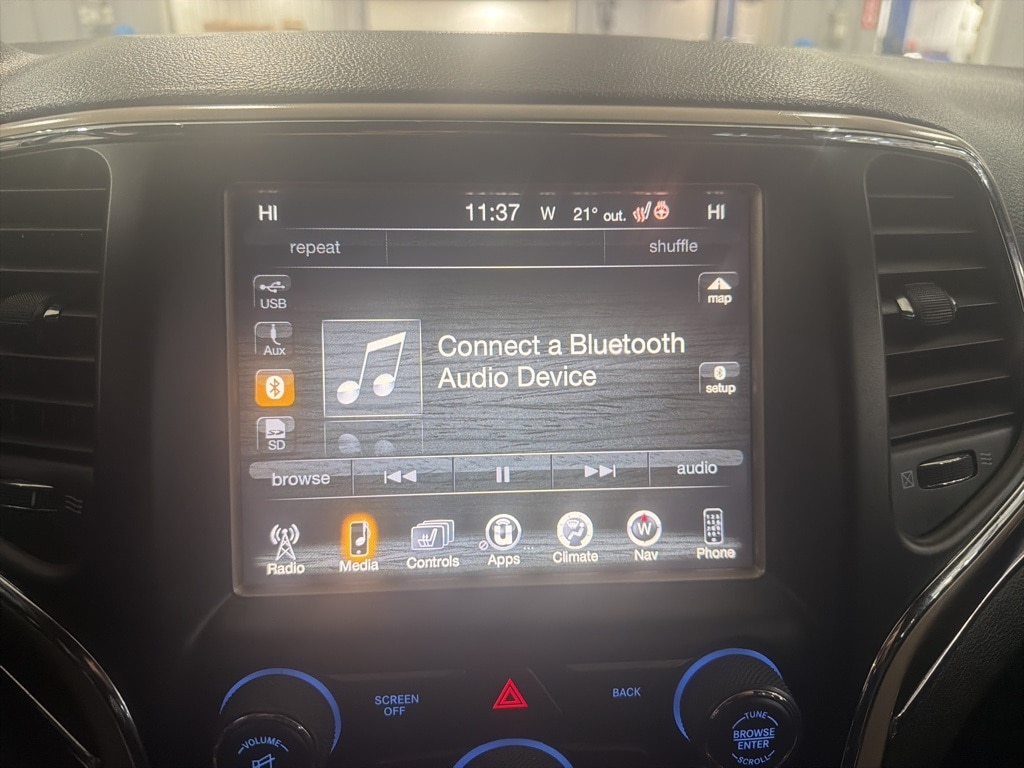 HI 11:37 W 21° out. HI
repeat shuffle
USB
map
Aux
Connect a Bluetooth
Audio Device
setup
SD
browse audio
Radio Media Controls Apps Climate Nav Phone
W
SCREEN
OFF
BACK
VOLUME
TUNE
BROWSE
ENTER
SCROLL